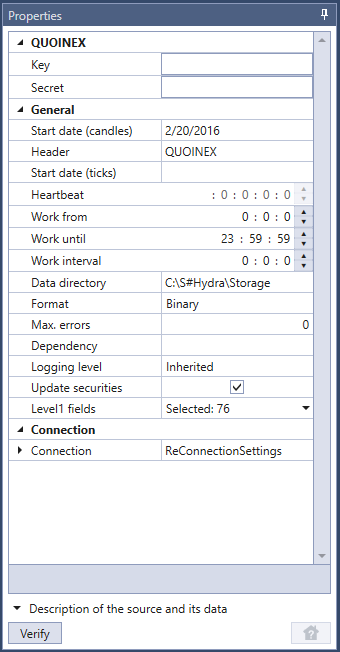 Properties
QUOINEX
Key
Secret
General
Start date (candles) 2/20/2016
Header QUOINEX
Start date (ticks)
Heartbeat : 0 : 0 : 0 : 0
Work from 0 : 0 : 0
Work until 23 : 59 : 59
Work interval 0 : 0 : 0
Data directory C:\S#Hydra\Storage
Format Binary
Max. errors 0
Dependency
Logging level Inherited
Update securities
Level1 fields Selected: 76
Connection
Connection ReConnectionSettings
Description of the source and its data
Verify